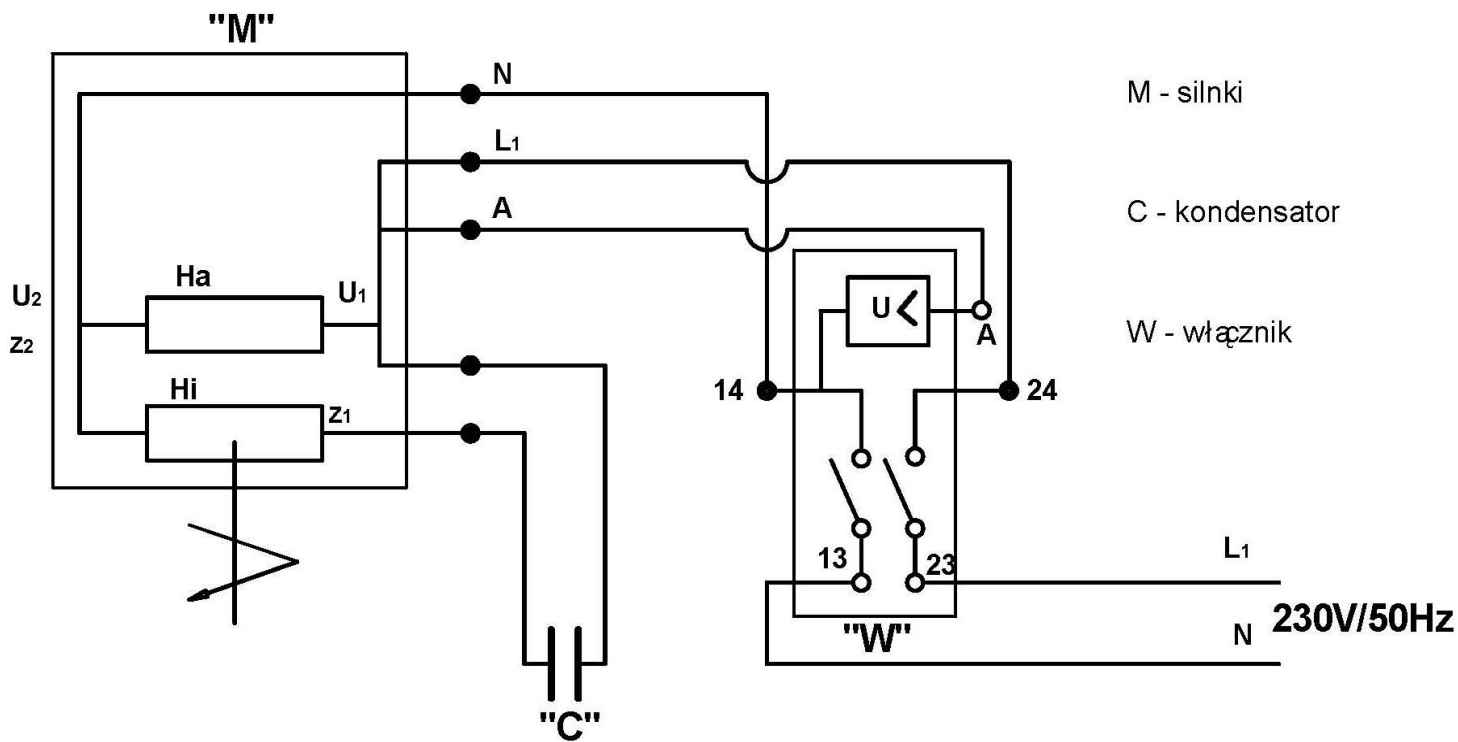 "M"
N
M - silnki
L1
A
C - kondensator
Ha
U2
U1
U<
z2
A
W - włącznik
Hi
14
24
z1
13
23
L1
230V/50Hz
N
"W"
"C"